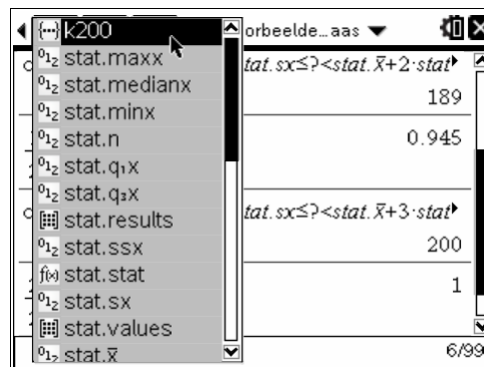 k200
orbeelde…aas
stat.maxx
tat.sx≤?<stat.x̅+2·stat
stat.medianx
189
stat.minx
stat.n
0.945
stat.q₁x
stat.q₃x
stat.results
tat.sx≤?<stat.x̅+3·stat
stat.ssx
200
stat.stat
stat.sx
1
stat.values
stat.x̅
6/99